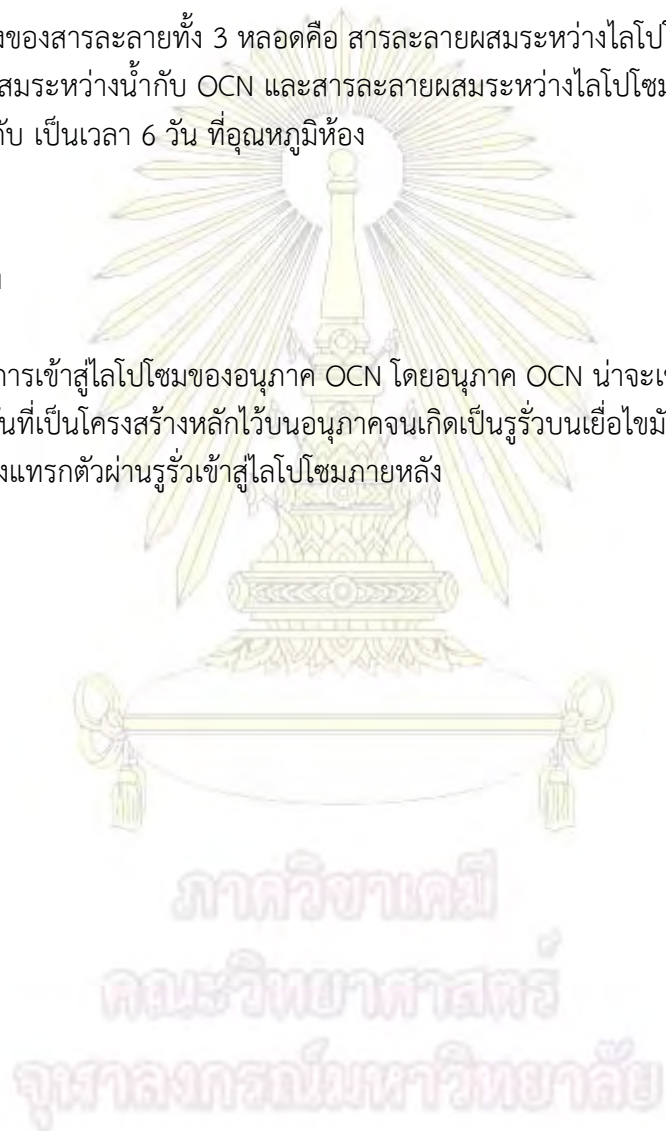 งของสารละลายทั้ง 3 หลอดคือ สารละลายผสมระหว่างไลโปโ
สมระหว่างน้ำกับ OCN และสารละลายผสมระหว่างไลโปโซม
กับ เป็นเวลา 6 วัน ที่อุณหภูมิห้อง
การเข้าสู่ไลโปโซมของอนุภาค OCN โดยอนุภาค OCN น่าจะเ
ันที่เป็นโครงสร้างหลักไว้บนอนุภาคจนเกิดเป็นรูรั่วบนเยื่อไขมั
งแทรกตัวผ่านรูรั่วเข้าสู่ไลโปโซมภายหลัง
ภาควิชาเคมี
คณะวิทยาศาสตร์
จุฬาลงกรณ์มหาวิทยาลัย